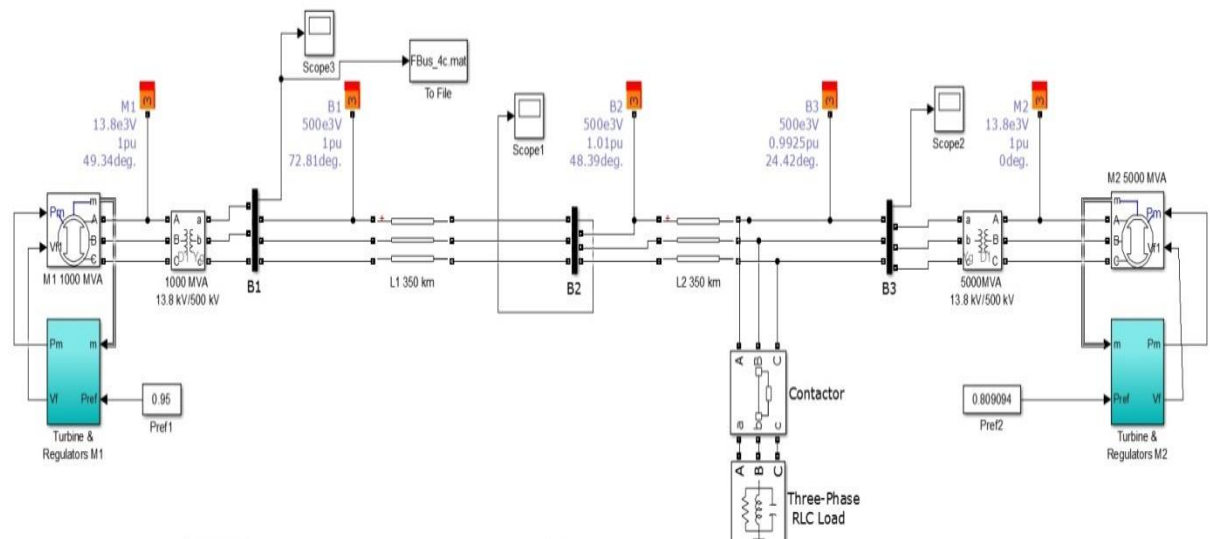 Scope3
FBus_4c.mat
To File
Scope1
Scope2
M1
13.8e3V
1pu
49.34deg.
B1
500e3V
1pu
72.81deg.
B2
500e3V
1.01pu
48.39deg.
B3
500e3V
0.9925pu
24.42deg.
M2
13.8e3V
1pu
0deg.
m
Pm
A
Vf1
B
C
M1 1000 MVA
A a
B b
C c
1000 MVA
13.8 kV/500 kV
B1
L1 350 km
B2
L2 350 km
B3
a A
b B
c C
5000MVA
13.8 kV/500 kV
M2 5000 MVA
m
Pm
A
B Vf1
C
Pm m
Vf Pref
Turbine &
Regulators M1
0.95
Pref1
A B C
a b c
Contactor
A B C
Three-Phase
RLC Load
0.809094
Pref2
m Pm
Pref Vf
Turbine &
Regulators M2